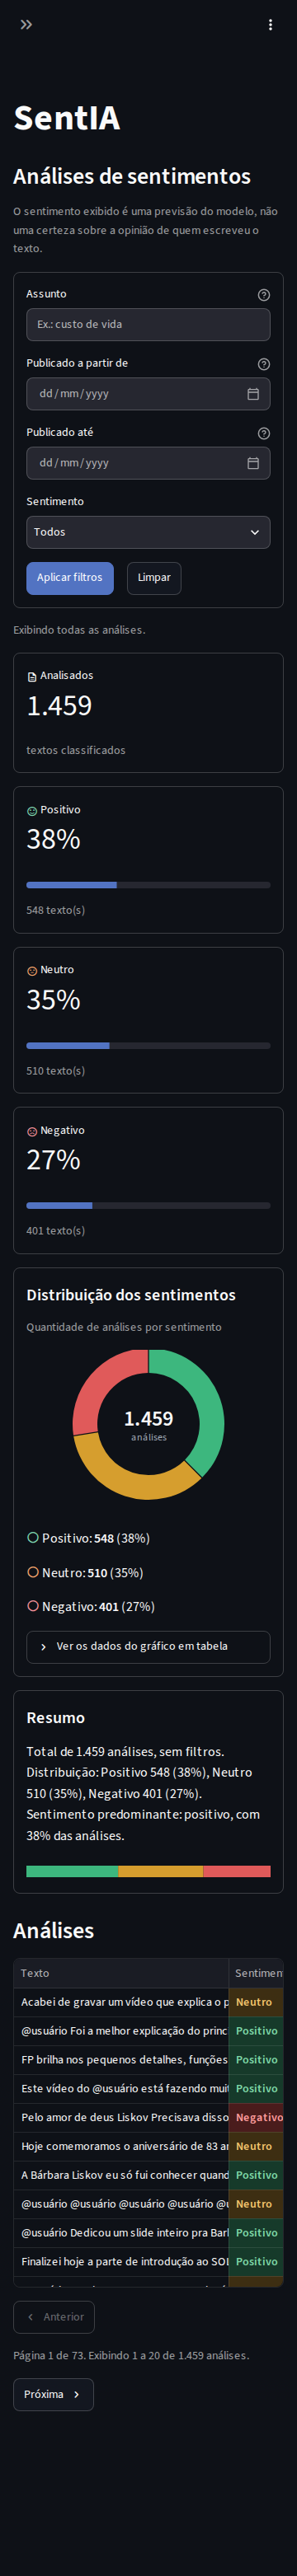 SentIA
Análises de sentimentos
O sentimento exibido é uma previsão do modelo, não
uma certeza sobre a opinião de quem escreveu o
texto.
Assunto
Ex.: custo de vida
Publicado a partir de
dd/mm/yyyy
Publicado até
dd/mm/yyyy
Sentimento
Todos
Aplicar filtros
Limpar
Exibindo todas as análises.
Analisados
1.459
textos classificados
Positivo
38%
548 texto(s)
Neutro
35%
510 texto(s)
Negativo
27%
401 texto(s)
Distribuição dos sentimentos
Quantidade de análises por sentimento
1.459
análises
Positivo: 548 (38%)
Neutro: 510 (35%)
Negativo: 401 (27%)
Ver os dados do gráfico em tabela
Resumo
Total de 1.459 análises, sem filtros.
Distribuição: Positivo 548 (38%), Neutro
510 (35%), Negativo 401 (27%).
Sentimento predominante: positivo, com
38% das análises.
Análises
Texto Sentimen
Acabei de gravar um vídeo que explica o p Neutro
@usuário Foi a melhor explicação do princ Positivo
FP brilha nos pequenos detalhes, funções Positivo
Este vídeo do @usuário está fazendo muit Positivo
Pelo amor de deus Liskov Precisava disso Negativo
Hoje comemoramos o aniversário de 83 ar Neutro
A Bárbara Liskov eu só fui conhecer quand Positivo
@usuário @usuário @usuário @usuário @u Neutro
@usuário Dedicou um slide inteiro pra Bar Positivo
Finalizei hoje a parte de introdução ao SOI Positivo
Anterior
Página 1 de 73. Exibindo 1 a 20 de 1.459 análises.
Próxima